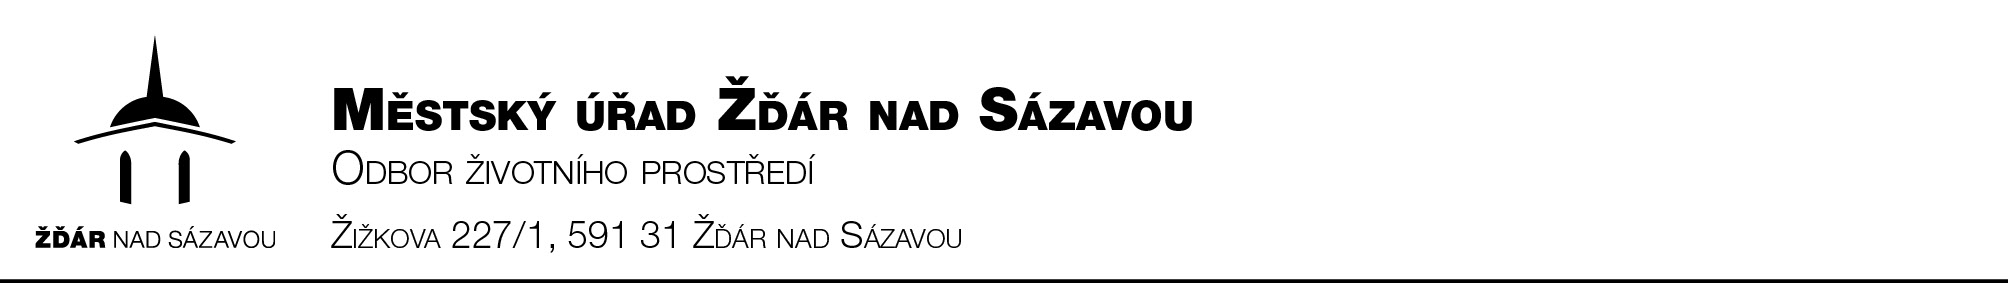 Městský úřad Žďár nad Sázavou
Odbor životního prostředí
Žižkova 227/1, 591 31 Žďár nad Sázavou
ŽĎÁR NAD SÁZAVOU